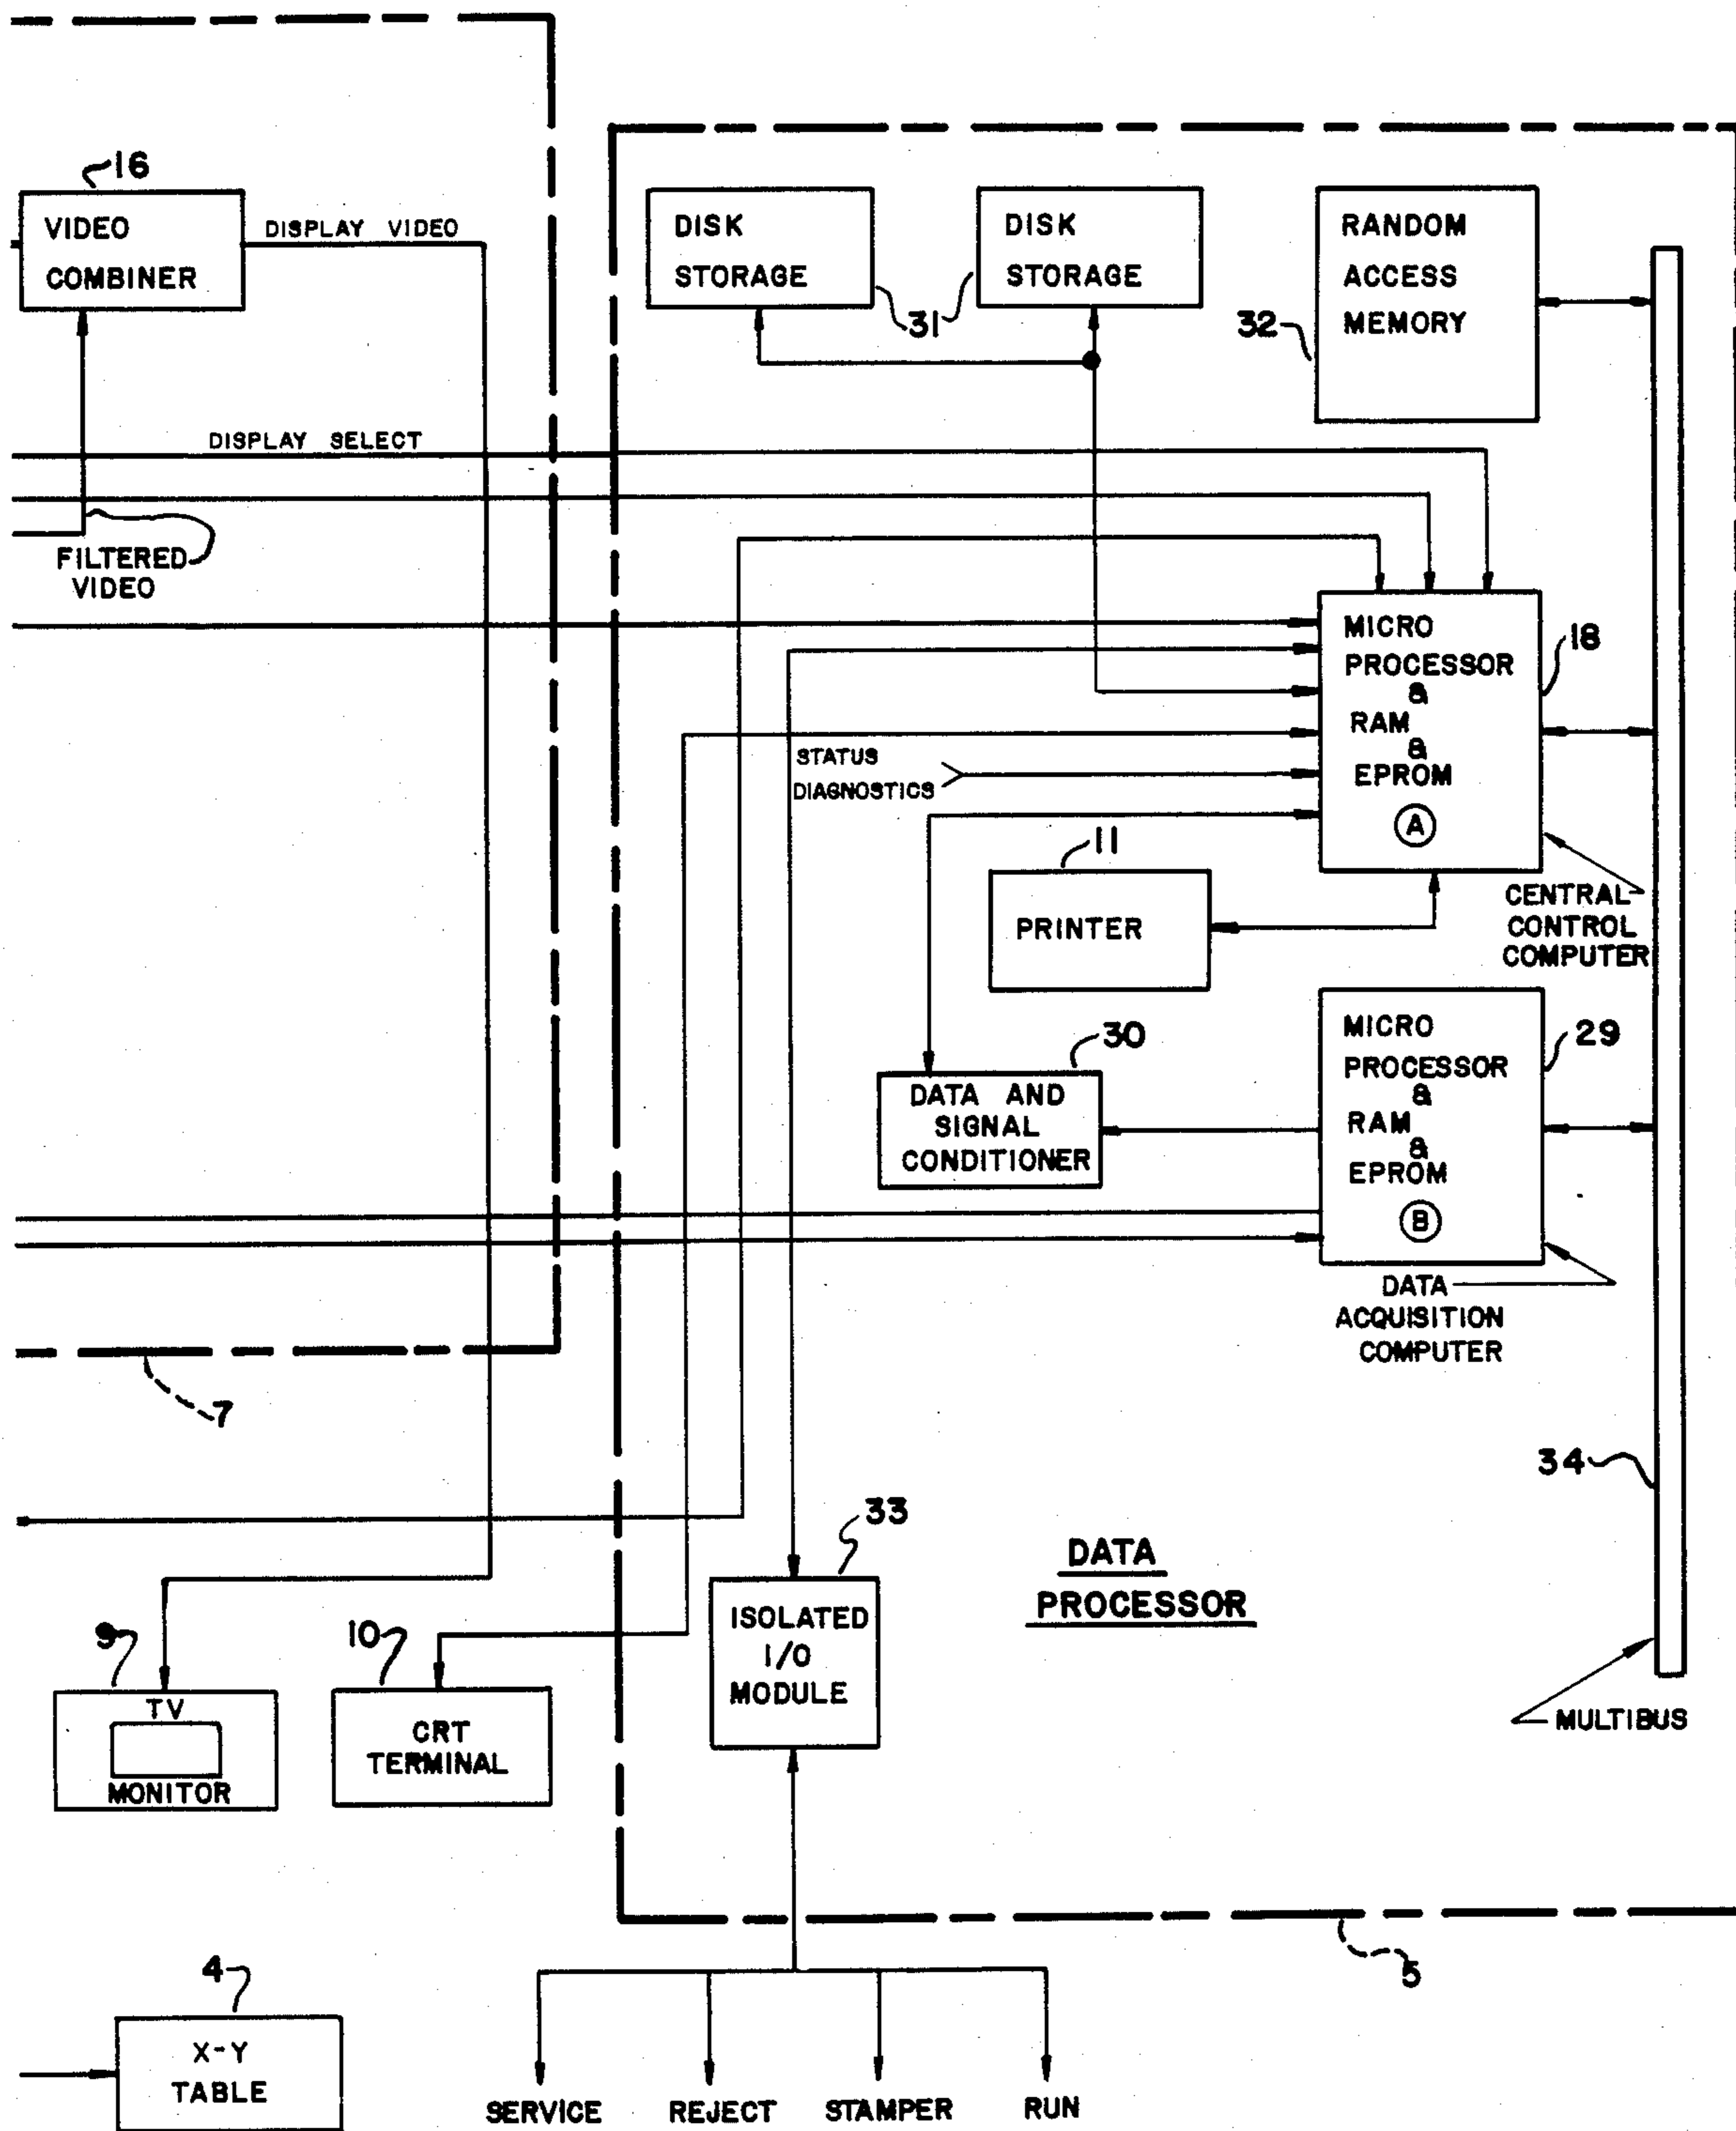 16
VIDEO
COMBINER
DISPLAY VIDEO
DISK
STORAGE
DISK
STORAGE
31
RANDOM
ACCESS
MEMORY
32
DISPLAY SELECT
FILTERED
VIDEO
MICRO
PROCESSOR
&
RAM
&
EPROM
A
18
STATUS
DIAGNOSTICS
11
PRINTER
CENTRAL
CONTROL
COMPUTER
30
DATA AND
SIGNAL
CONDITIONER
MICRO
PROCESSOR
&
RAM
&
EPROM
B
29
DATA
ACQUISITION
COMPUTER
7
34
33
ISOLATED
I/O
MODULE
DATA
PROCESSOR
9
TV
MONITOR
10
CRT
TERMINAL
MULTIBUS
5
4
X-Y
TABLE
SERVICE
REJECT
STAMPER
RUN